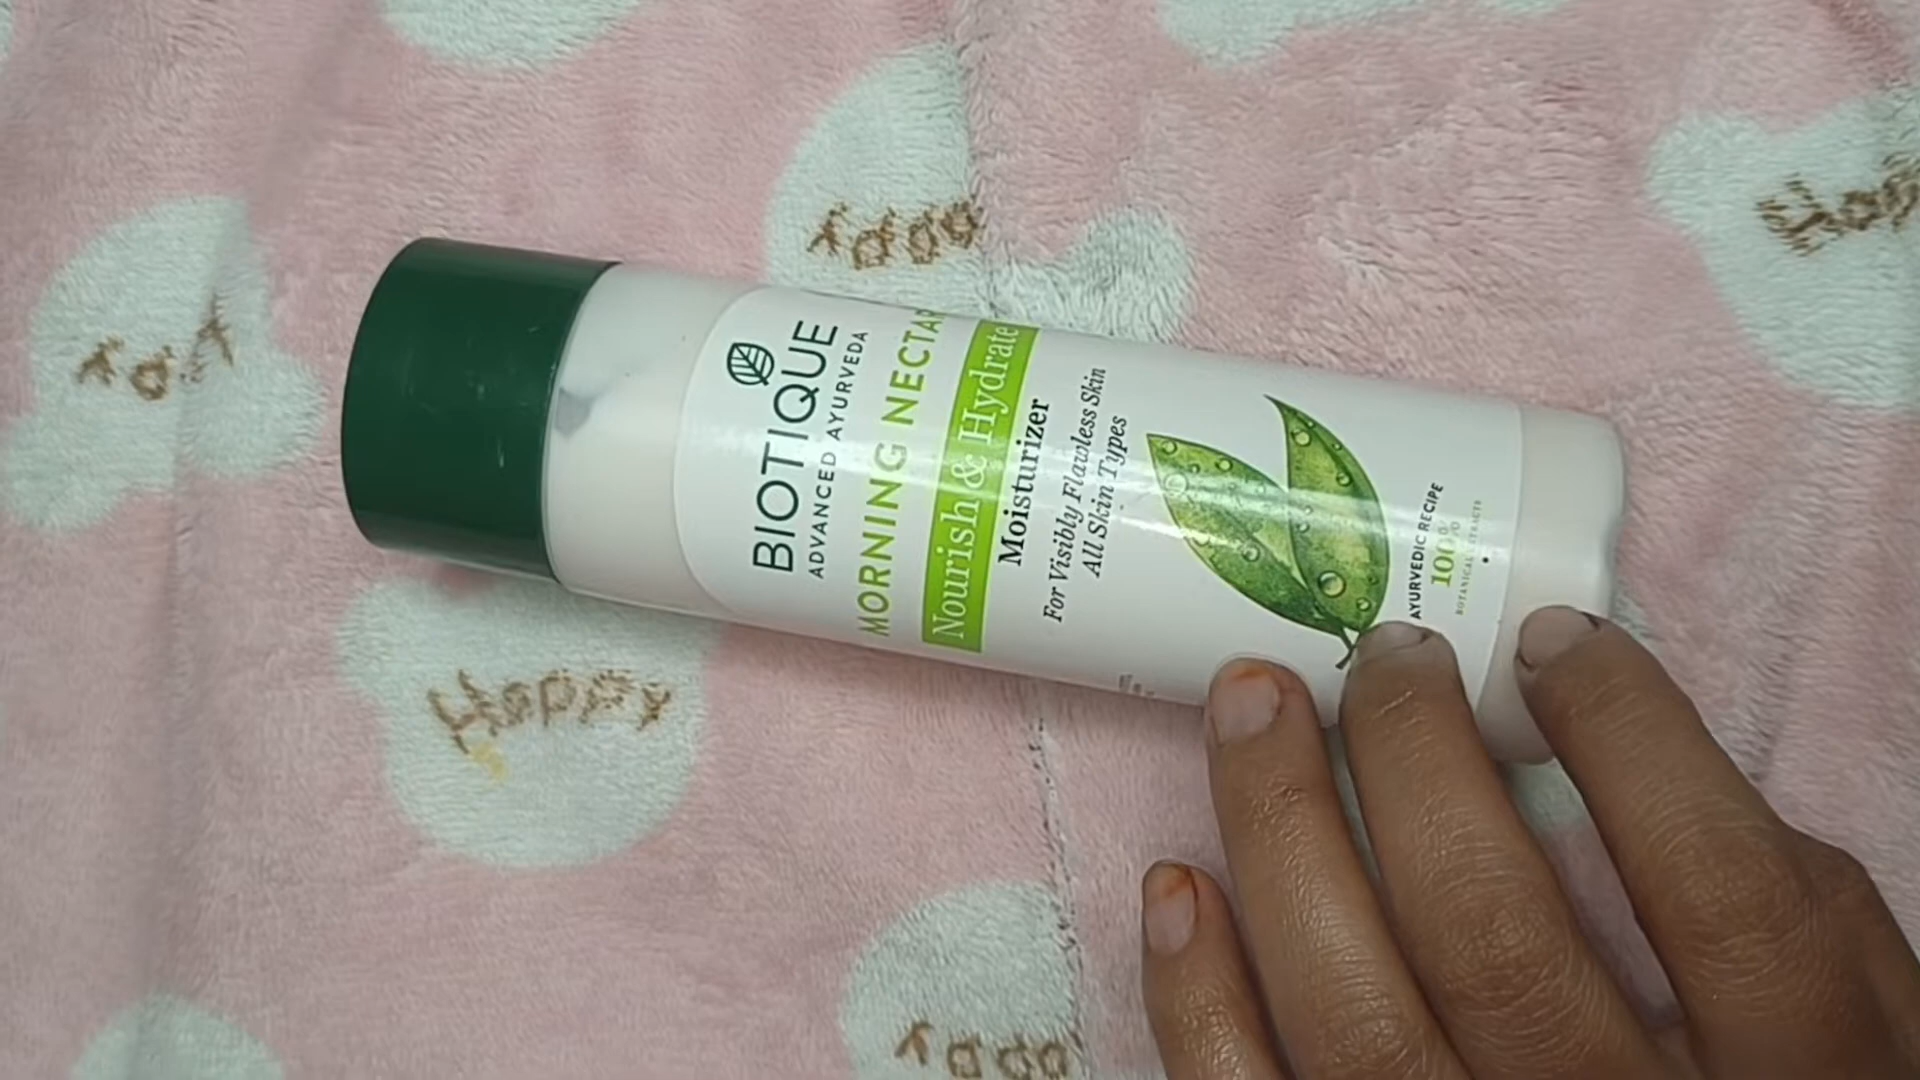 BIOTIQUE
ADVANCED AYURVEDA
MORNING NECTAR
Nourish & Hydrate
Moisturizer
For Visibly Flawless Skin
All Skin Types
AYURVEDIC RECIPE
100%
BOTANICAL EXTRACTS
Happy